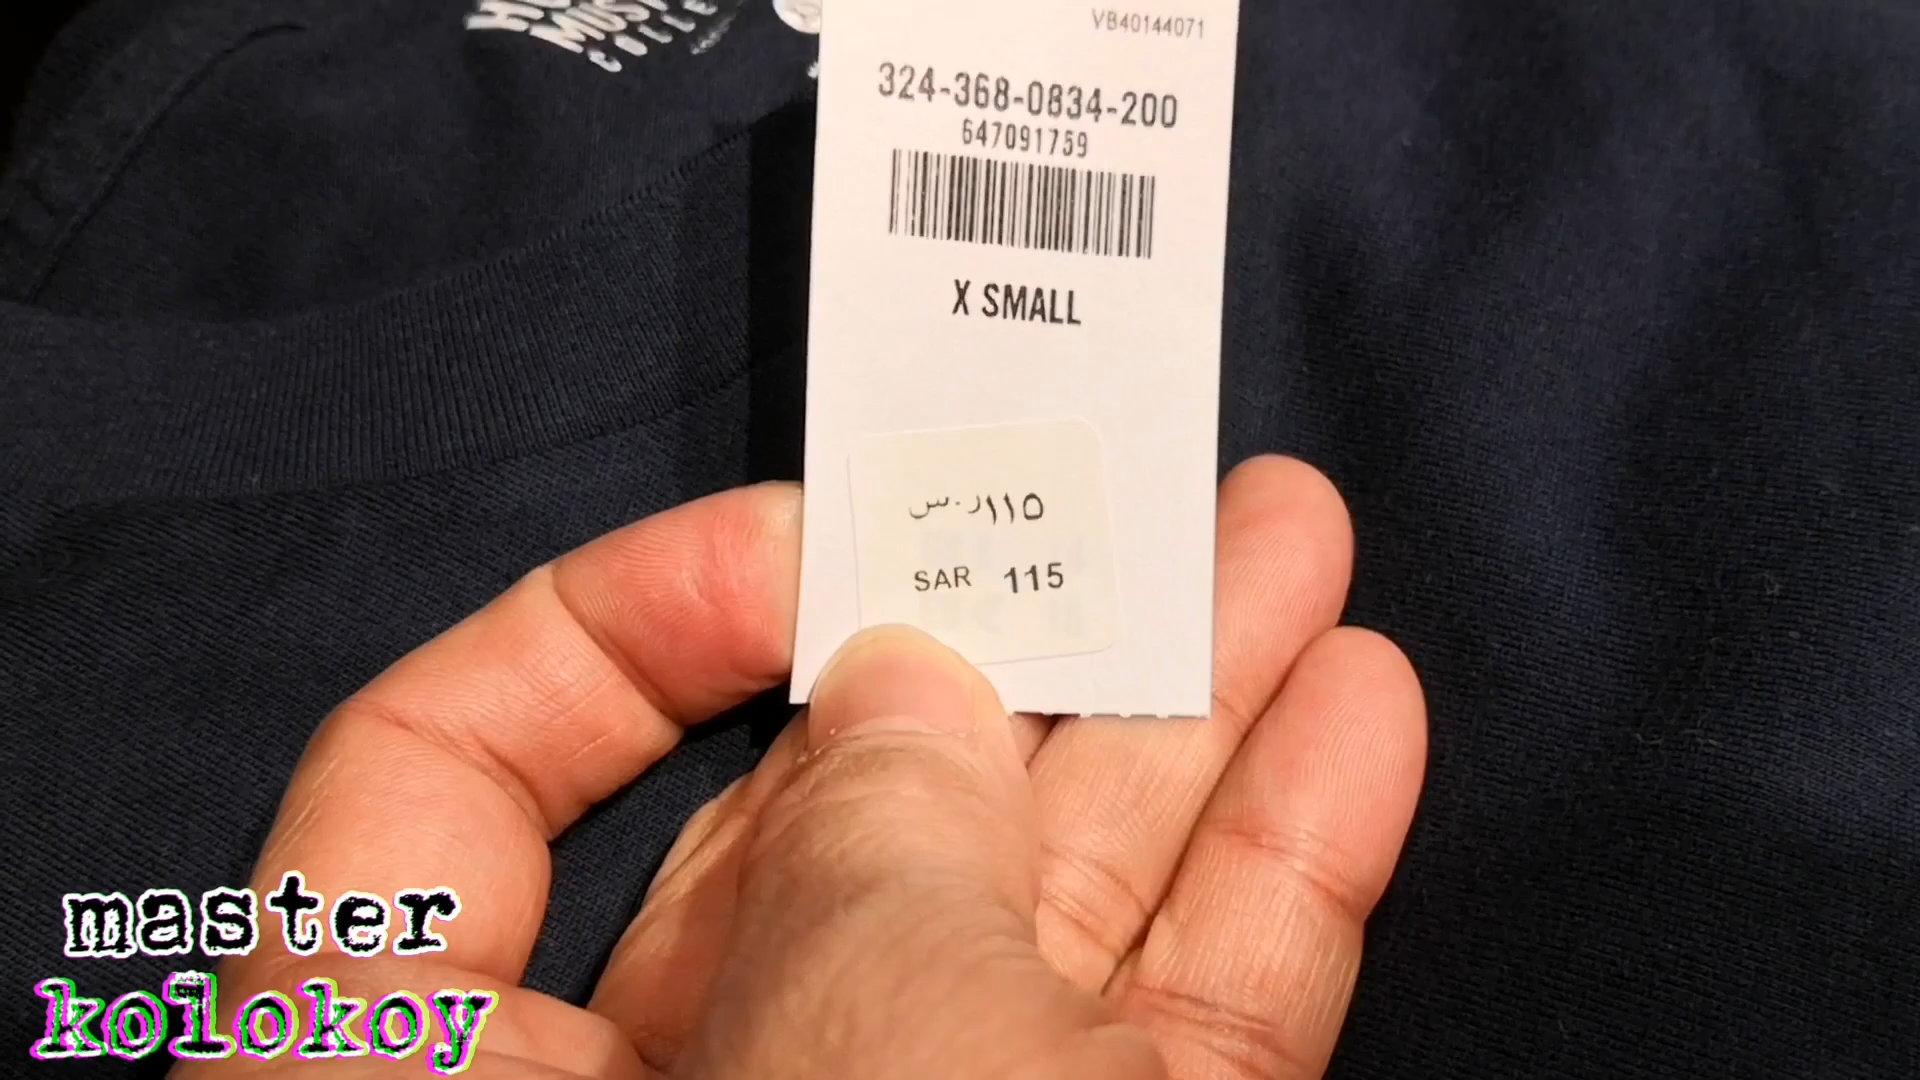 VB40144071
324-368-0834-200
647091759
X SMALL
١١٥ر.س
SAR 115
master
kolokoy